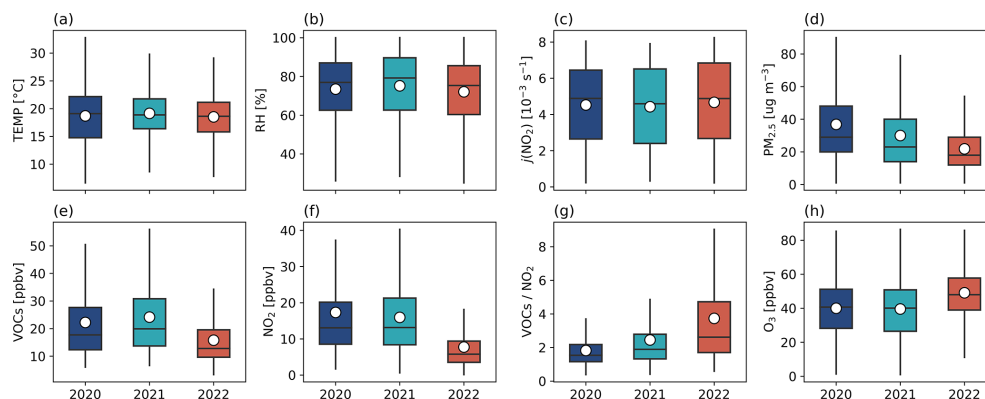 (a)
TEMP [°C]
30
25
20
15
10
(b)
RH [%]
100
80
60
40
(c)
j(NO₂) [10⁻³ s⁻¹]
8
6
4
2
0
(d)
PM₂.₅ [ug m⁻³]
80
60
40
20
0
(e)
VOCs [ppbv]
50
40
30
20
10
2020 2021 2022
(f)
NO₂ [ppbv]
40
30
20
10
0
2020 2021 2022
(g)
VOCs / NO₂
8
6
4
2
0
2020 2021 2022
(h)
O₃ [ppbv]
80
60
40
20
0
2020 2021 2022